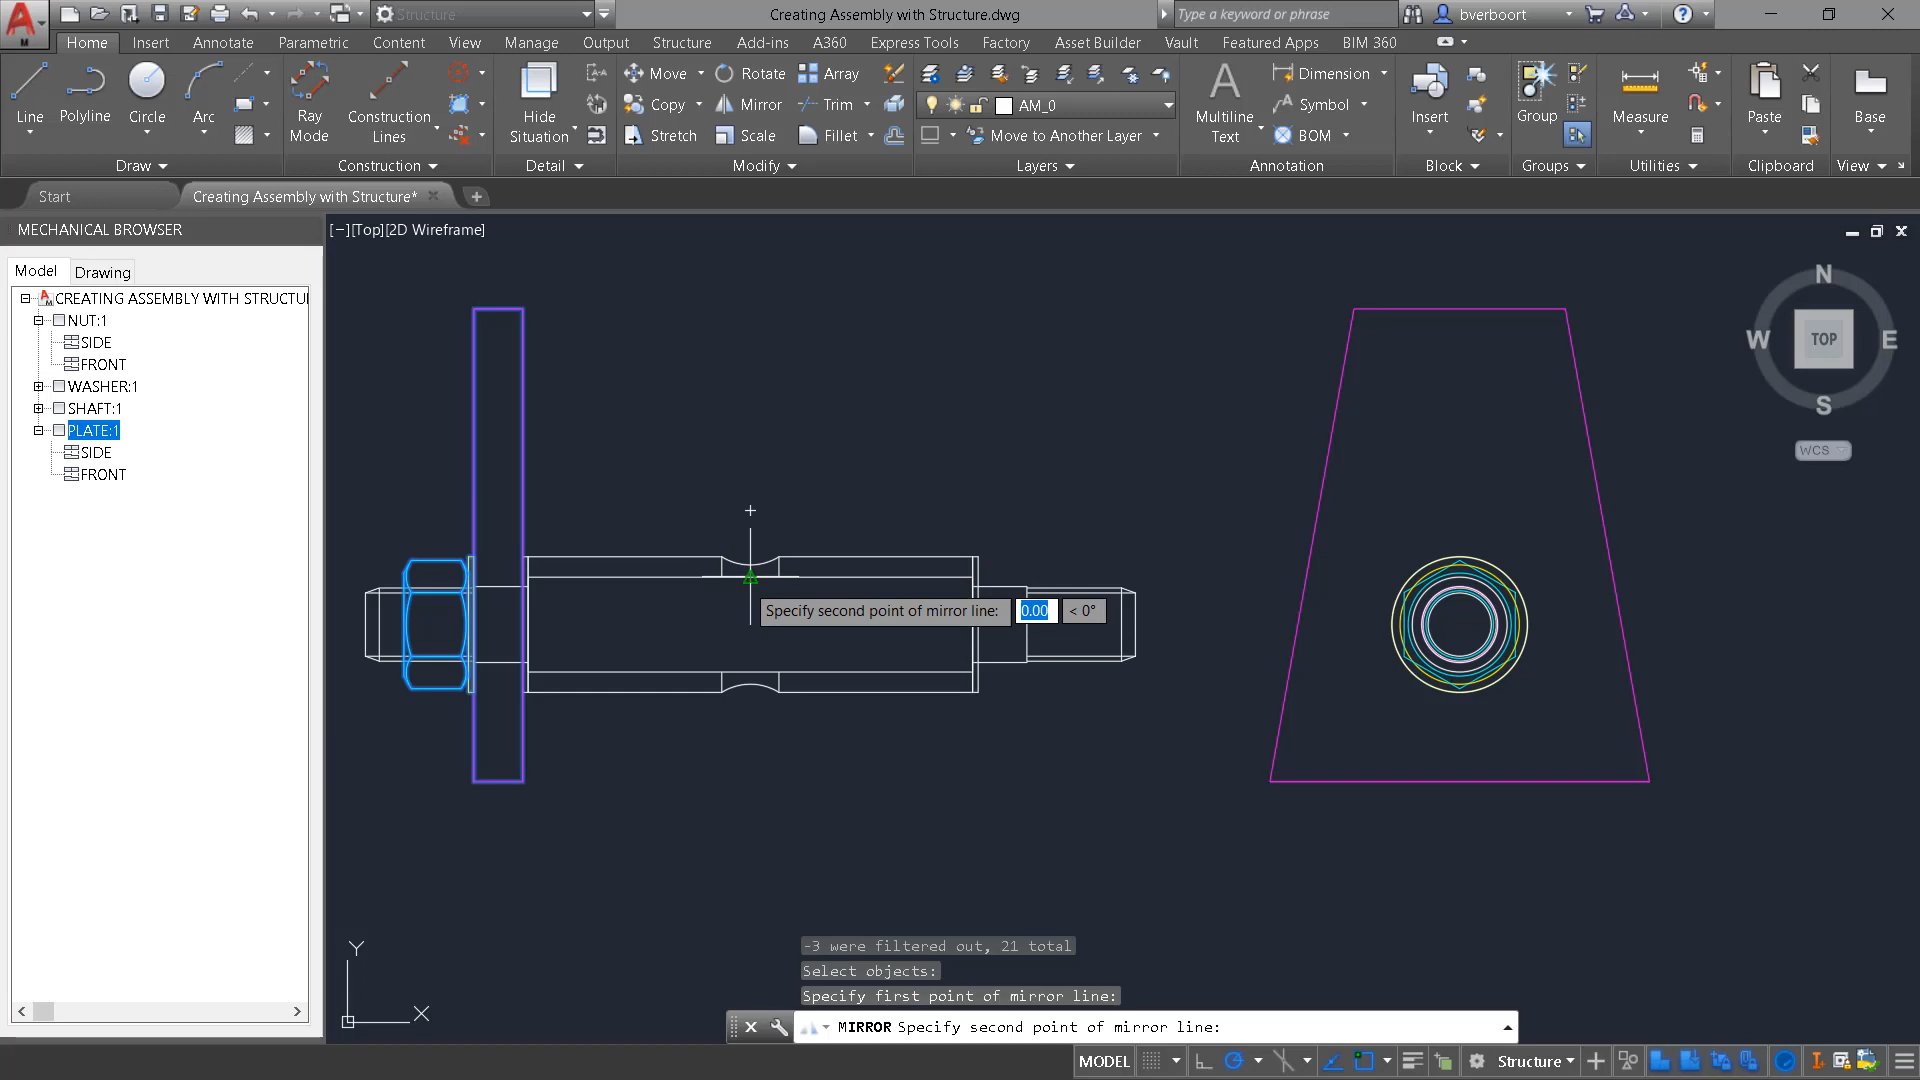 Structure
Creating Assembly with Structure.dwg
Type a keyword or phrase
bverboort
M
Home
Insert
Annotate
Parametric
Content
View
Manage
Output
Structure
Add-ins
A360
Express Tools
Factory
Asset Builder
Vault
Featured Apps
BIM 360
Line
Polyline
Circle
Arc
Draw
Ray
Mode
Construction
Lines
Construction
Hide
Situation
Detail
Move
Rotate
Array
Copy
Mirror
Trim
Stretch
Scale
Fillet
Modify
AM_0
Move to Another Layer
Layers
Multiline
Text
Dimension
Symbol
BOM
Annotation
Insert
Block
Group
Groups
Measure
Utilities
Paste
Clipboard
Base
View
Start
Creating Assembly with Structure*
MECHANICAL BROWSER
Model
Drawing
CREATING ASSEMBLY WITH STRUCTU
NUT:1
SIDE
FRONT
WASHER:1
SHAFT:1
PLATE:1
SIDE
FRONT
[−][Top][2D Wireframe]
N
W
TOP
E
S
WCS
Specify second point of mirror line:
0.00
< 0°
Y
X
-3 were filtered out, 21 total
Select objects:
Specify first point of mirror line:
MIRROR Specify second point of mirror line:
MODEL
Structure